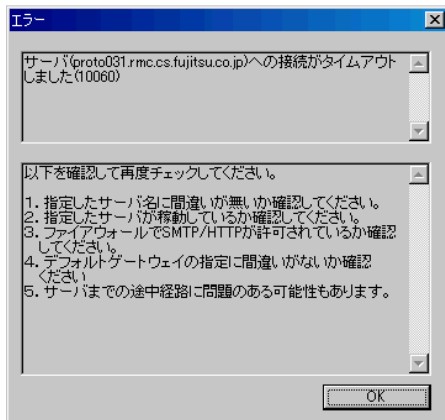 エラー
サーバ(proto031.rmc.cs.fujitsu.co.jp)への接続がタイムアウト
しました(10060)
以下を確認して再度チェックしてください。
1. 指定したサーバ名に間違いが無いか確認してください。
2. 指定したサーバが稼動しているか確認してください。
3. ファイアウォールでSMTP/HTTPが許可されているか確認
してください。
4. デフォルトゲートウェイの指定に間違いがないか確認
ください
5. サーバまでの途中経路に問題のある可能性もあります。
OK